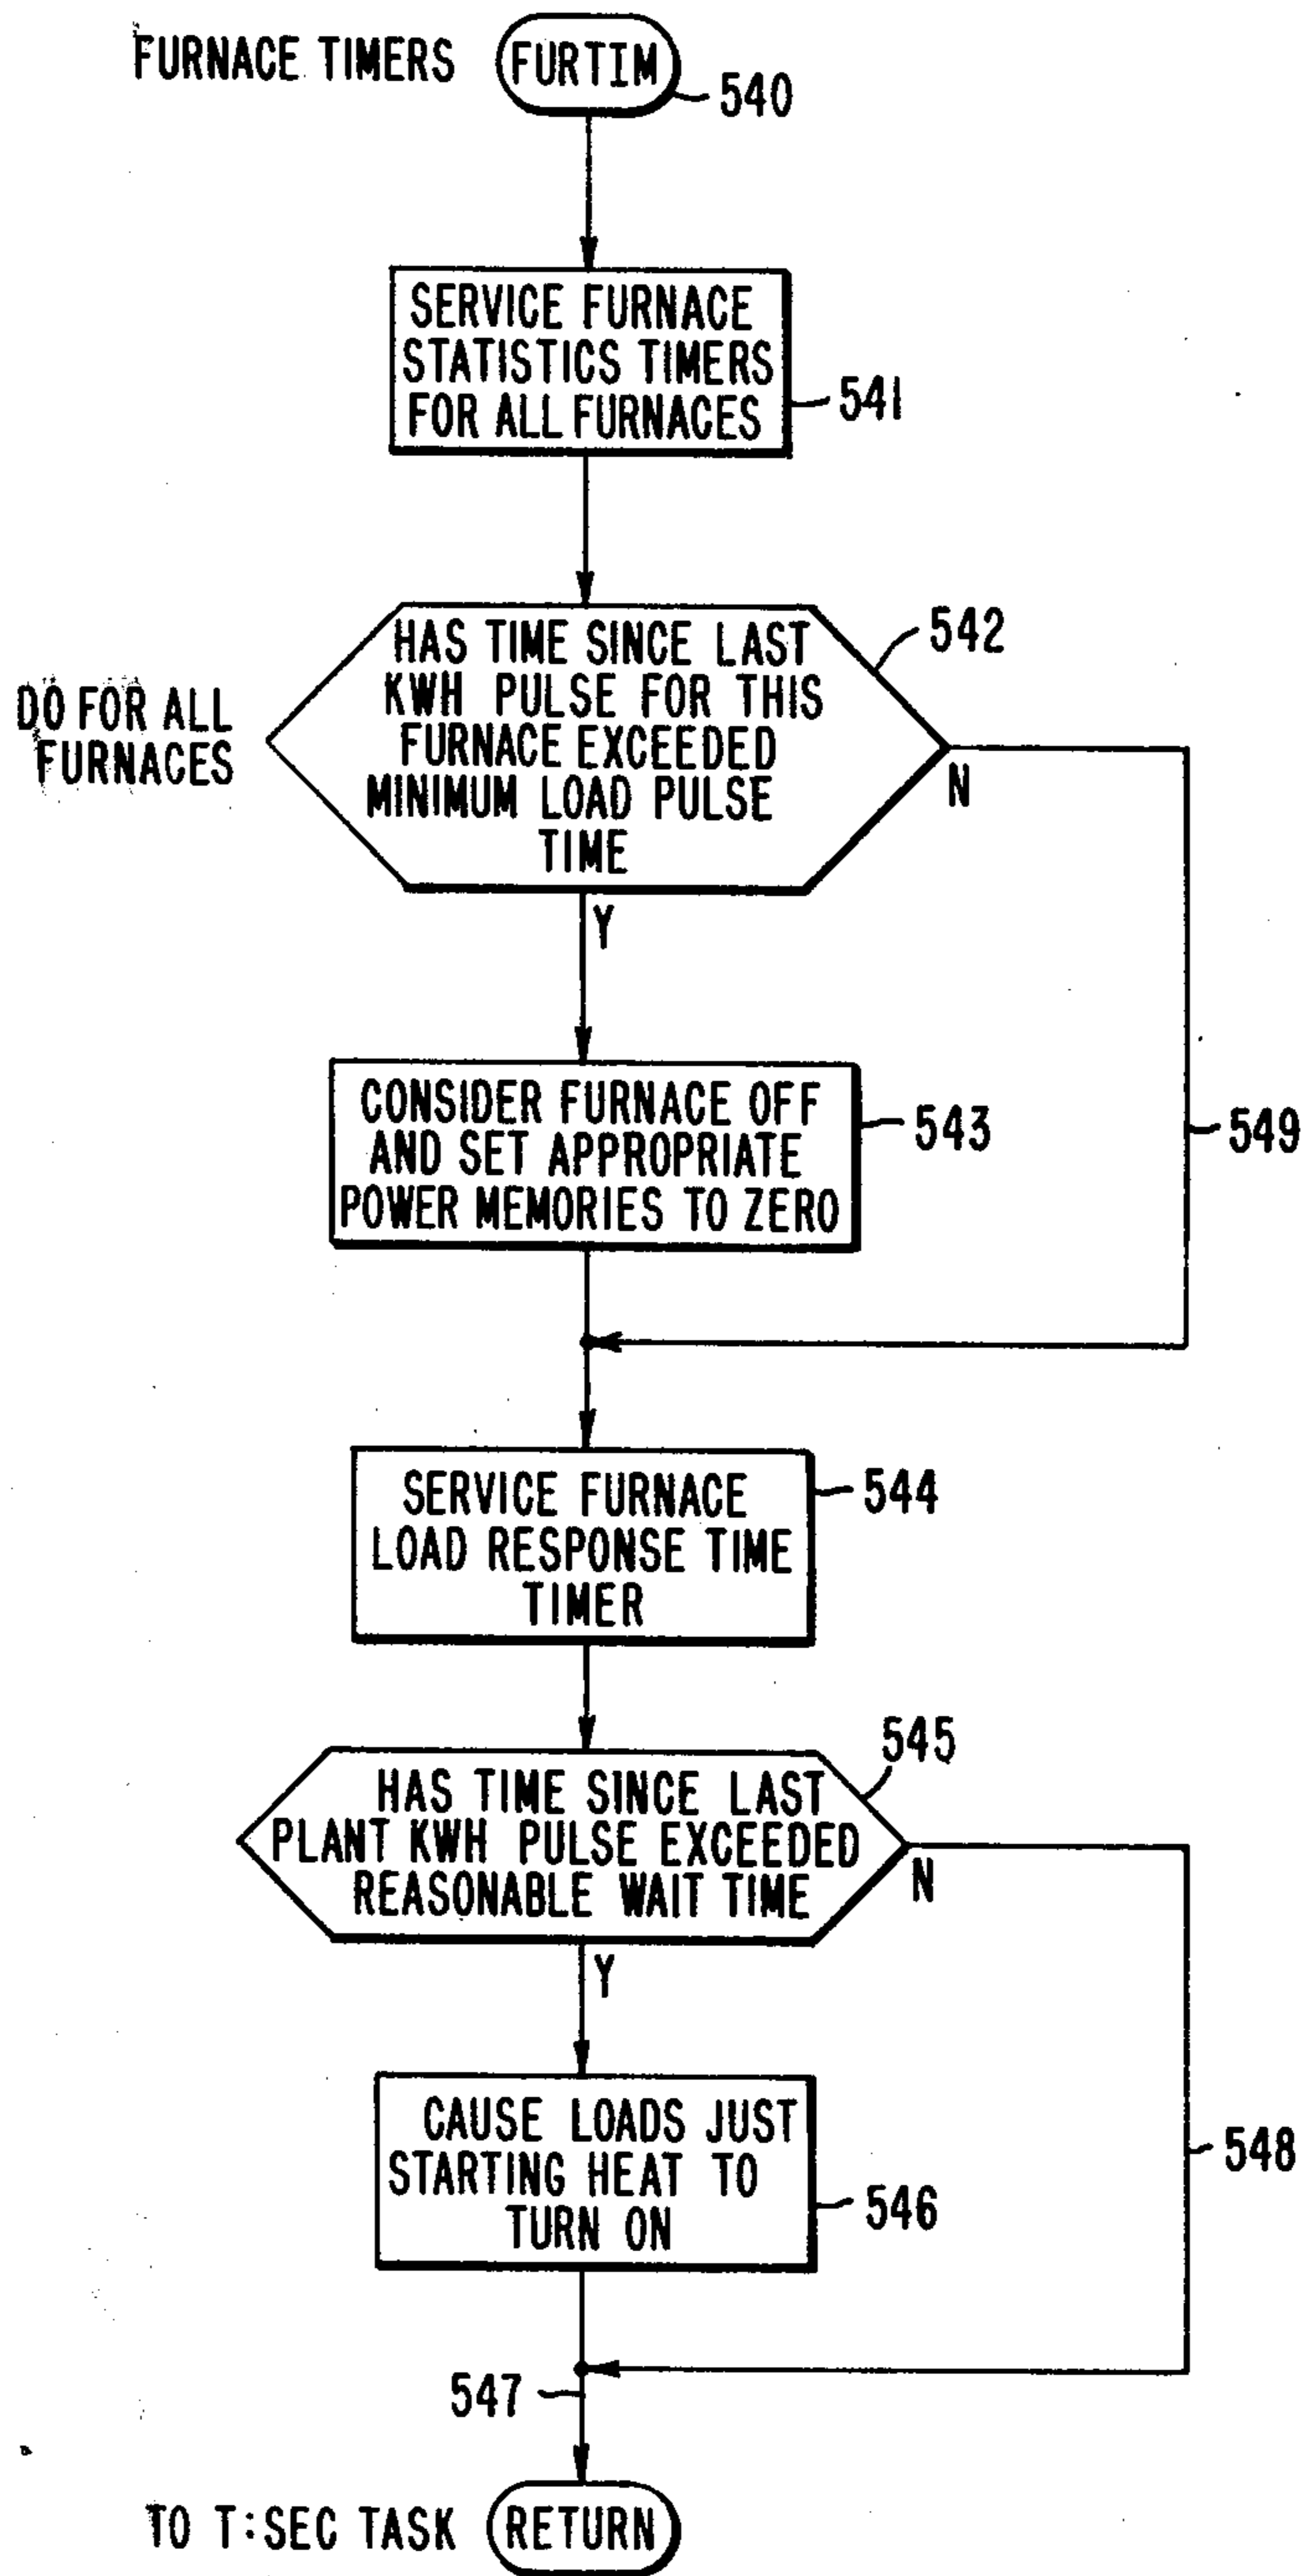 FURNACE TIMERS
FURTIM
540
SERVICE FURNACE
STATISTICS TIMERS
FOR ALL FURNACES
541
DO FOR ALL
FURNACES
HAS TIME SINCE LAST
KWH PULSE FOR THIS
FURNACE EXCEEDED
MINIMUM LOAD PULSE
TIME
542
N
Y
CONSIDER FURNACE OFF
AND SET APPROPRIATE
POWER MEMORIES TO ZERO
543
549
SERVICE FURNACE
LOAD RESPONSE TIME
TIMER
544
HAS TIME SINCE LAST
PLANT KWH PULSE EXCEEDED
REASONABLE WAIT TIME
545
N
Y
CAUSE LOADS JUST
STARTING HEAT TO
TURN ON
546
548
547
TO T:SEC TASK
RETURN